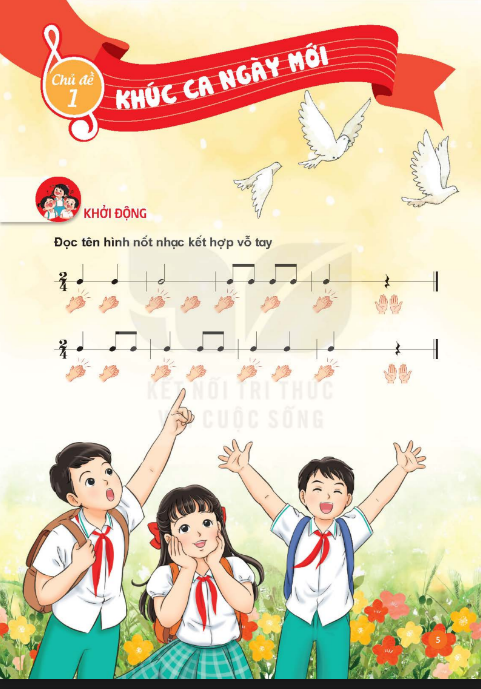 Chủ đề
1
KHÚC CA NGÀY MỚI
KHỞI ĐỘNG
Đọc tên hình nốt nhạc kết hợp vỗ tay
2
4
2
4
KẾT NỐI TRI THỨC
VỚI CUỘC SỐNG
5